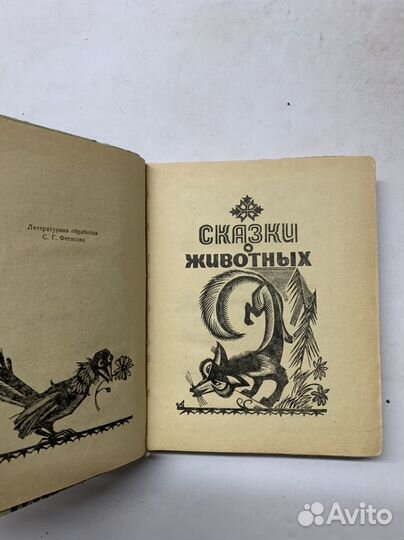 Литературная обработка
С. Г. Фетисова
СКАЗКИ
О
ЖИВОТНЫХ
Avito